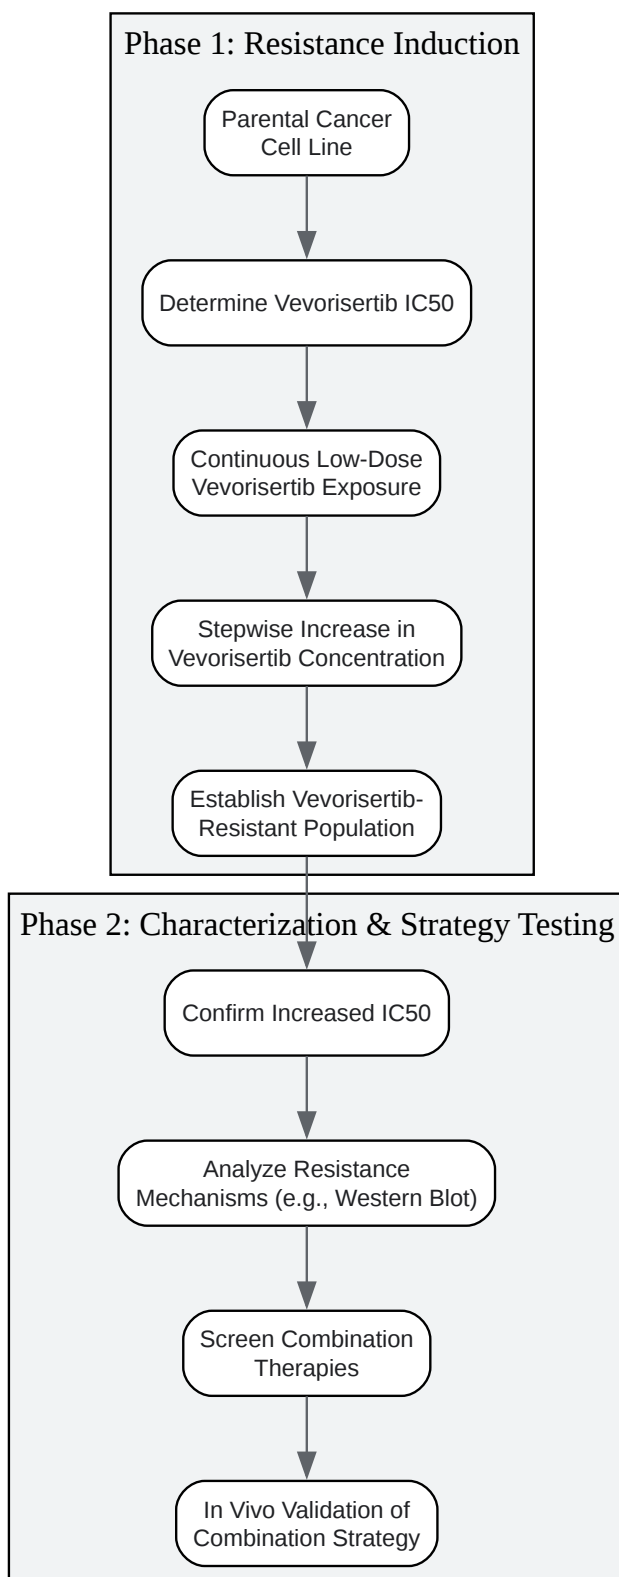 Phase 1: Resistance Induction
Parental Cancer
Cell Line
Determine Vevorisertib IC50
Continuous Low-Dose
Vevorisertib Exposure
Stepwise Increase in
Vevorisertib Concentration
Establish Vevorisertib-
Resistant Population
Phase 2: Characterization & Strategy Testing
Confirm Increased IC50
Analyze Resistance
Mechanisms (e.g., Western Blot)
Screen Combination
Therapies
In Vivo Validation of
Combination Strategy